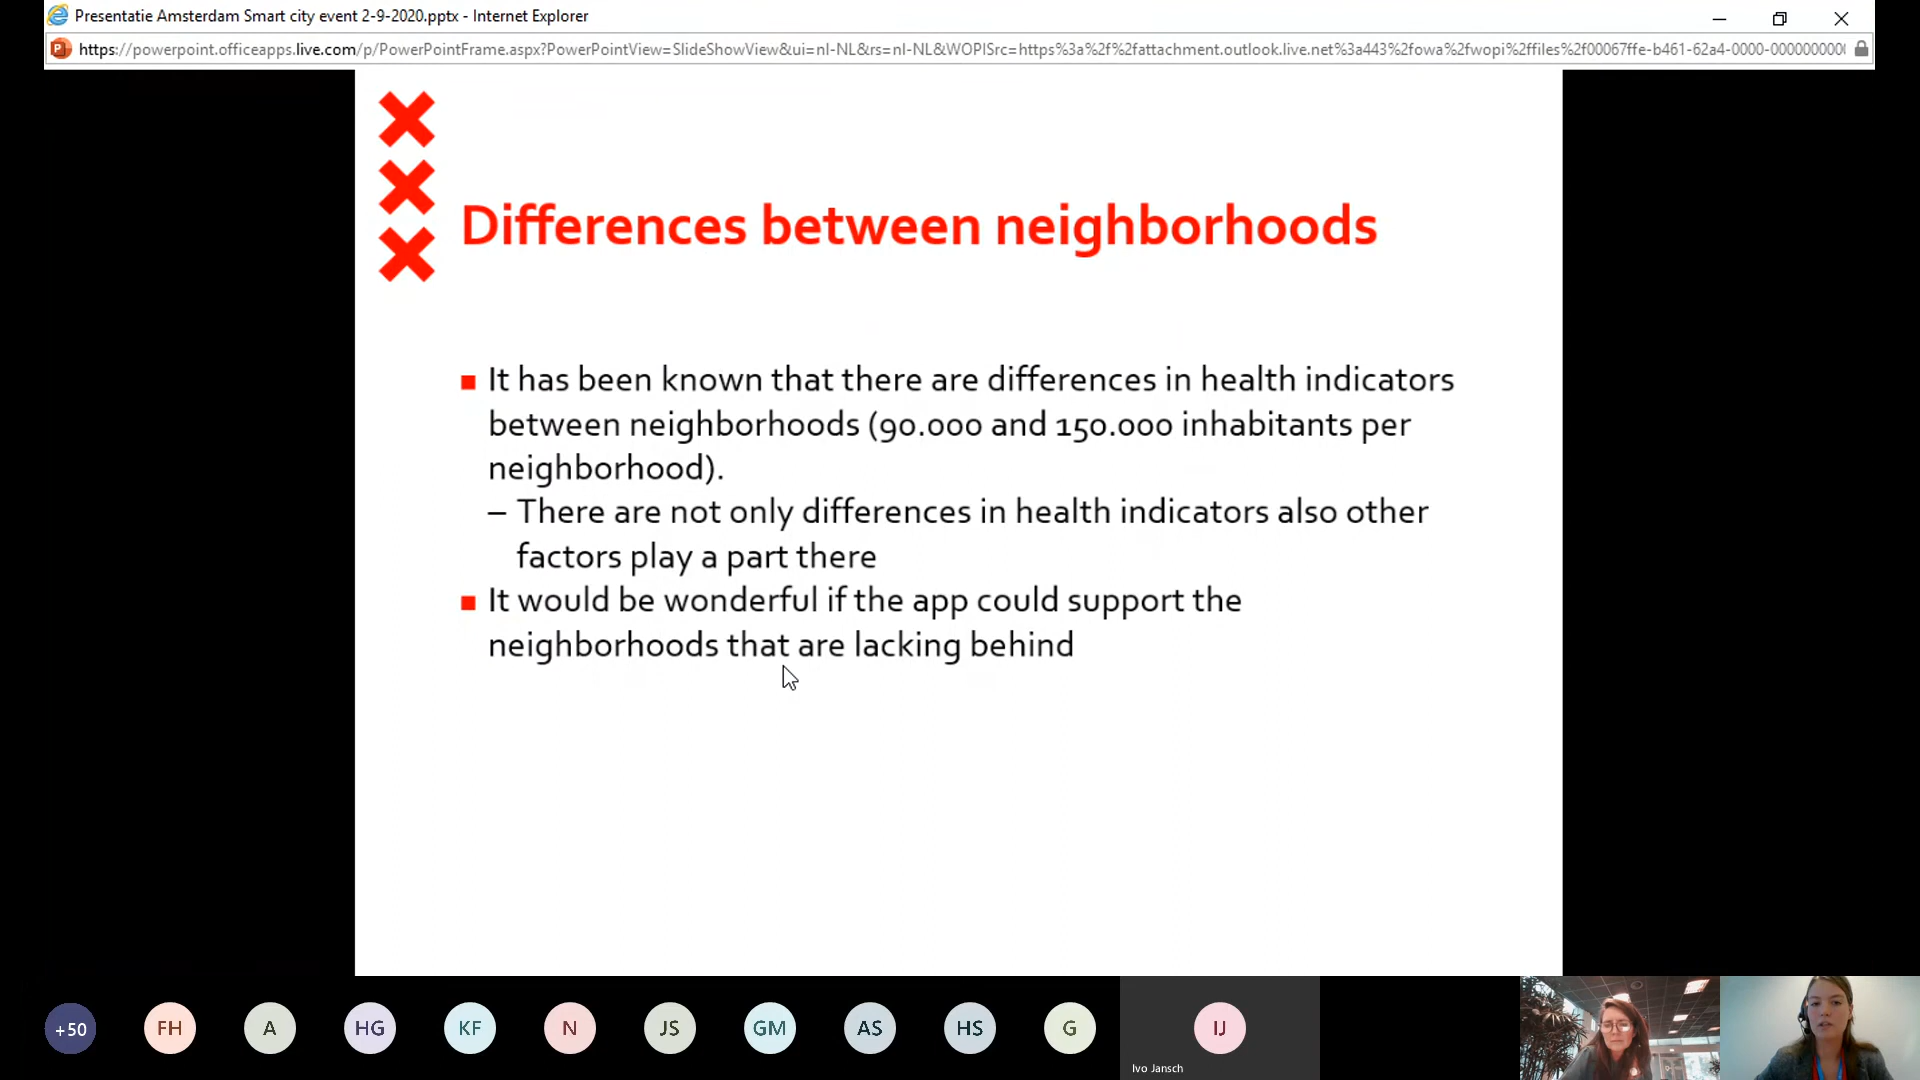 Presentatie Amsterdam Smart city event 2-9-2020.pptx - Internet Explorer
https://powerpoint.officeapps.live.com/p/PowerPointFrame.aspx?PowerPointView=SlideShowView&ui=nl-NL&rs=nl-NL&WOPISrc=https%3a%2f%2fattachment.outlook.live.net%3a443%2fowa%2fwopi%2ffiles%2f00067ffe-b461-62a4-0000-000000000
Differences between neighborhoods
■ It has been known that there are differences in health indicators
between neighborhoods (90.000 and 150.000 inhabitants per
neighborhood).
– There are not only differences in health indicators also other
factors play a part there
■ It would be wonderful if the app could support the
neighborhoods that are lacking behind
+50 FH A HG KF N JS GM AS HS G IJ
Ivo Jansch